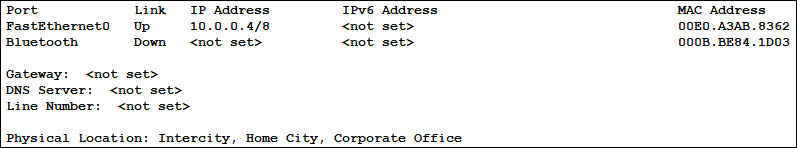 Port Link IP Address IPv6 Address MAC Address
FastEthernet0 Up 10.0.0.4/8 <not set> 00E0.A3AB.8362
Bluetooth Down <not set> <not set> 000B.BE84.1D03
Gateway: <not set>
DNS Server: <not set>
Line Number: <not set>
Physical Location: Intercity, Home City, Corporate Office